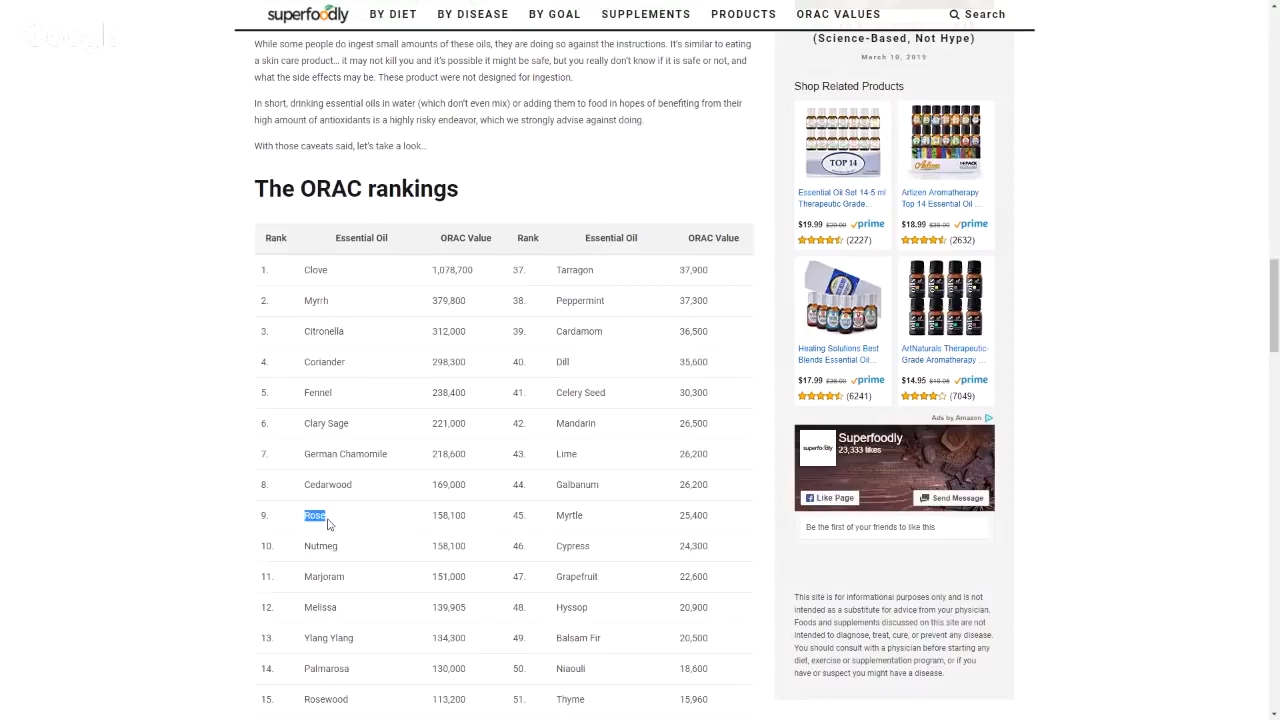 superfoodly BY DIET BY DISEASE BY GOAL SUPPLEMENTS PRODUCTS ORAC VALUES Search
While some people do ingest small amounts of these oils, they are doing so against the instructions. It's similar to eating
a skin care product... it may not kill you and it's possible it might be safe, but you really don't know if it is safe or not, and
what the side effects may be. These product were not designed for ingestion.
In short, drinking essential oils in water (which don't even mix) or adding them to food in hopes of benefiting from their
high amount of antioxidants is a highly risky endeavor, which we strongly advise against doing.
With those caveats said, let's take a look...
The ORAC rankings
Rank Essential Oil ORAC Value Rank Essential Oil ORAC Value
1. Clove 1,078,700 37. Tarragon 37,900
2. Myrrh 379,800 38. Peppermint 37,300
3. Citronella 312,000 39. Cardamom 36,500
4. Coriander 298,300 40. Dill 35,600
5. Fennel 238,400 41. Celery Seed 30,300
6. Clary Sage 221,000 42. Mandarin 26,500
7. German Chamomile 218,600 43. Lime 26,200
8. Cedarwood 169,000 44. Galbanum 26,200
9. Rose 158,100 45. Myrtle 25,400
10. Nutmeg 158,100 46. Cypress 24,300
11. Marjoram 151,000 47. Grapefruit 22,600
12. Melissa 139,905 48. Hyssop 20,900
13. Ylang Ylang 134,300 49. Balsam Fir 20,500
14. Palmarosa 130,000 50. Niaouli 18,600
15. Rosewood 113,200 51. Thyme 15,960
(Science-Based, Not Hype)
March 10, 2019
Shop Related Products
TOP 14
Essential Oil Set 14-5 ml
Therapeutic Grade...
$19.99 $29.99 prime
(2227)
Artizen
14 PACK
Artizen Aromatherapy
Top 14 Essential Oil ...
$18.99 $38.00 prime
(2632)
Healing Solutions Best
Blends Essential Oil...
$17.99 $36.00 prime
(6241)
ArtNaturals Therapeutic-
Grade Aromatherapy ...
$14.95 $18.95 prime
(7049)
Ads by Amazon
superfoodly
Superfoodly
23,333 likes
Like Page Send Message
Be the first of your friends to like this
This site is for informational purposes only and is not
intended as a substitute for advice from your physician.
Foods and supplements discussed on this site are not
intended to diagnose, treat, cure, or prevent any disease.
You should consult with a physician before starting any
diet, exercise or supplementation program, or if you
have or suspect you might have a disease.